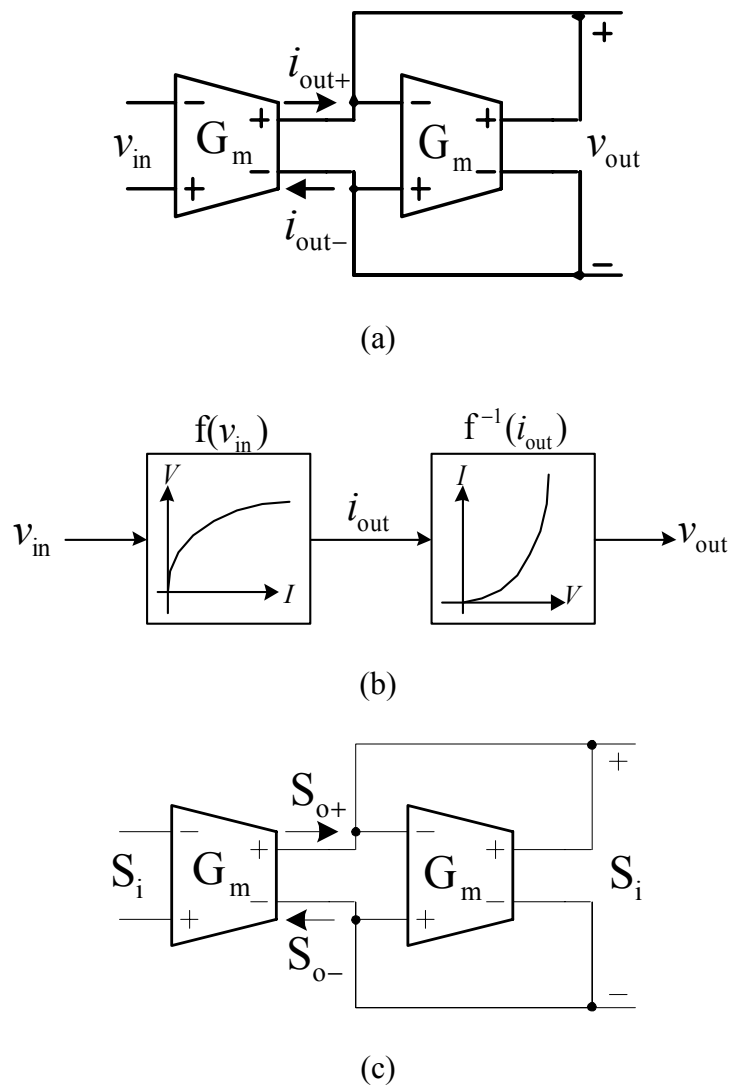 +
i_out+
− + − +
v_in G_m G_m v_out
+ − + −
i_out−
−
(a)
f(v_in) f⁻¹(i_out)
V I
v_in i_out v_out
I V
(b)
+
S_o+
− + − +
S_i G_m G_m S_i
+ − + −
S_o−
−
(c)